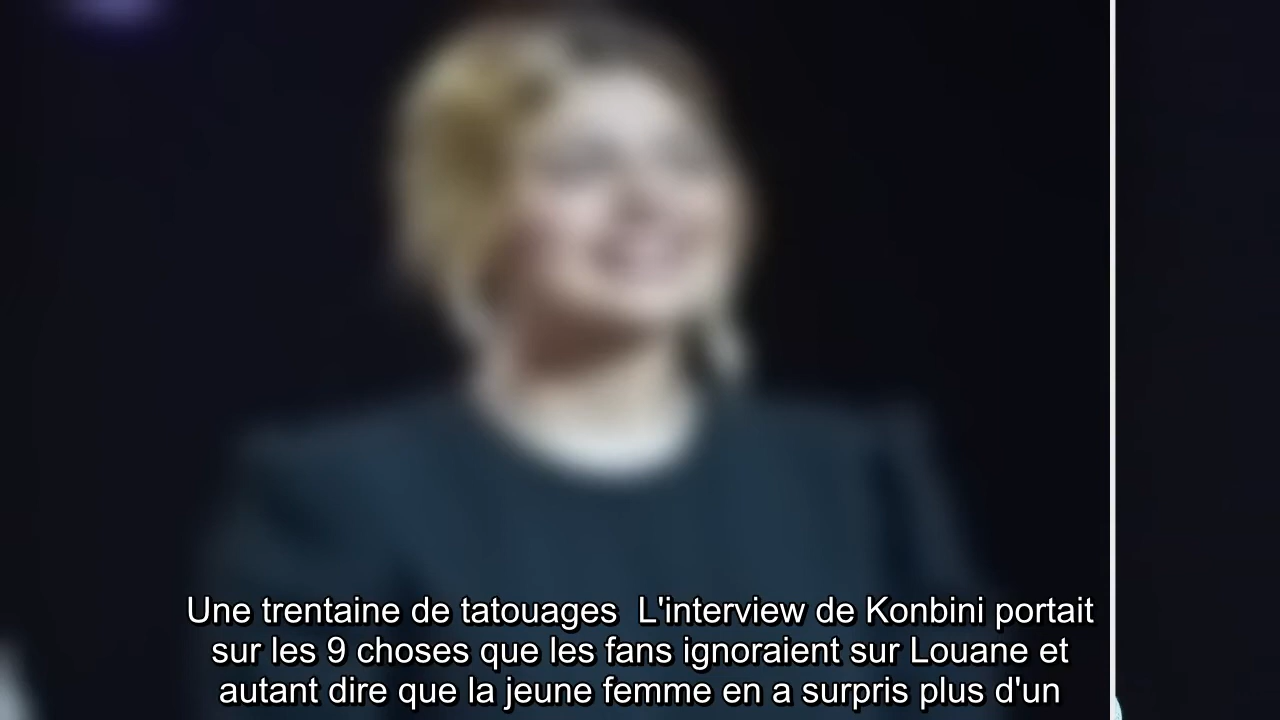 Une trentaine de tatouages  L'interview de Konbini portait
sur les 9 choses que les fans ignoraient sur Louane et
autant dire que la jeune femme en a surpris plus d'un